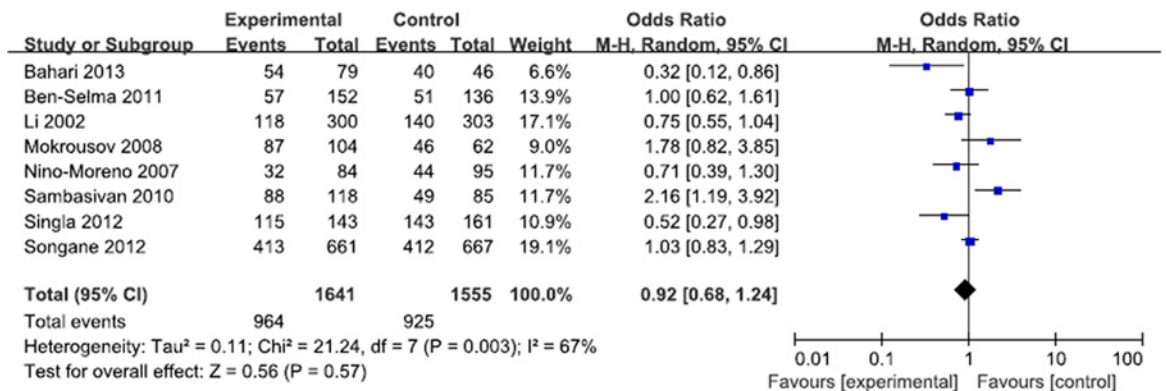 Experimental Control Odds Ratio Odds Ratio
Study or Subgroup Events Total Events Total Weight M-H, Random, 95% CI M-H, Random, 95% CI
Bahari 2013 54 79 40 46 6.6% 0.32 [0.12, 0.86]
Ben-Selma 2011 57 152 51 136 13.9% 1.00 [0.62, 1.61]
Li 2002 118 300 140 303 17.1% 0.75 [0.55, 1.04]
Mokrousov 2008 87 104 46 62 9.0% 1.78 [0.82, 3.85]
Nino-Moreno 2007 32 84 44 95 11.7% 0.71 [0.39, 1.30]
Sambasivan 2010 88 118 49 85 11.7% 2.16 [1.19, 3.92]
Singla 2012 115 143 143 161 10.9% 0.52 [0.27, 0.98]
Songane 2012 413 661 412 667 19.1% 1.03 [0.83, 1.29]
Total (95% CI) 1641 1555 100.0% 0.92 [0.68, 1.24]
Total events 964 925
Heterogeneity: Tau² = 0.11; Chi² = 21.24, df = 7 (P = 0.003); I² = 67%
Test for overall effect: Z = 0.56 (P = 0.57)
0.01 0.1 1 10 100
Favours [experimental] Favours [control]